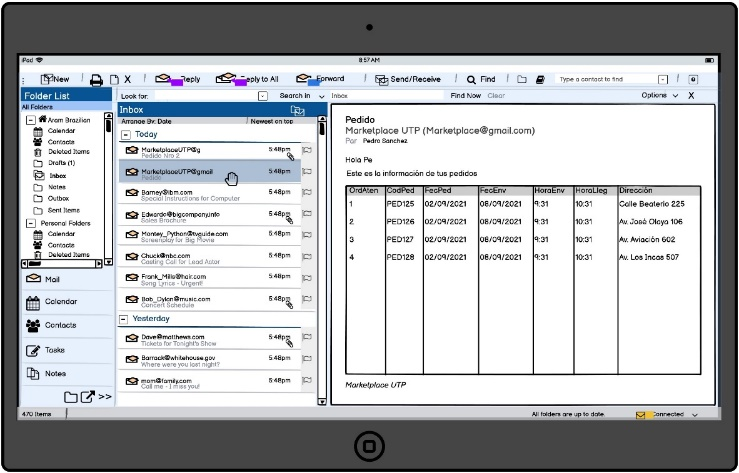 iPad
8:57 AM
New
X
Reply
Reply to All
Forward
Send/Receive
Find
Type a contact to find
Folder List
All Folders
Look for:
Search in
Inbox
Find Now
Clear
Options
X
Avam Brazilian
Calendar
Contacts
Deleted Items
Drafts (1)
Inbox
Notes
Outbox
Sent Items
Personal Folders
Calendar
Contacts
Deleted Items
Mail
Calendar
Contacts
Tasks
Notes
>>
Inbox
Arrange By: Date
Newest on top
Today
MarketplaceUTP@g 5:48pm
Pedido Nro 2
MarketplaceUTP@gmail 5:48pm
Pedido
Barney@ibm.com 5:48pm
Special Instructions for Computer
Edwardo@bigcompany.info 5:48pm
Sales Brochure
Montey_Python@tvguide.com 5:48pm
Screenplay for Big Movie
Chuck@nbc.com 5:48pm
Casting Call for Lead Actor
Frank_Mills@hair.com 5:48pm
Song Lyrics - Urgent!
Bob_Dylan@music.com 5:48pm
Concert Schedule
Yesterday
Dave@matthews.com 5:48pm
Tickets for Tonight's Show
Barrack@whitehouse.gov 5:48pm
Where were you last night?
mom@family.com 5:48pm
Call me - I miss you!
Pedido
Marketplace UTP (Marketplace@gmail.com)
Par Pedro Sanchez
Hola Pe
Este es la información de tus pedidos
OrdAten CodPed FecPed FecEnv HoraEnv HoraLleg Dirección
1 PED125 02/09/2021 08/09/2021 9:31 10:31 Calle Beaterio 225
2 PED126 02/09/2021 08/09/2021 9:31 10:31 Av. José Olaya 106
3 PED127 02/09/2021 08/09/2021 9:31 10:31 Av. Aviación 602
4 PED128 02/09/2021 08/09/2021 9:31 10:31 Av. Los Incas 507
Marketplace UTP
470 Items
All folders are up to date
Connected